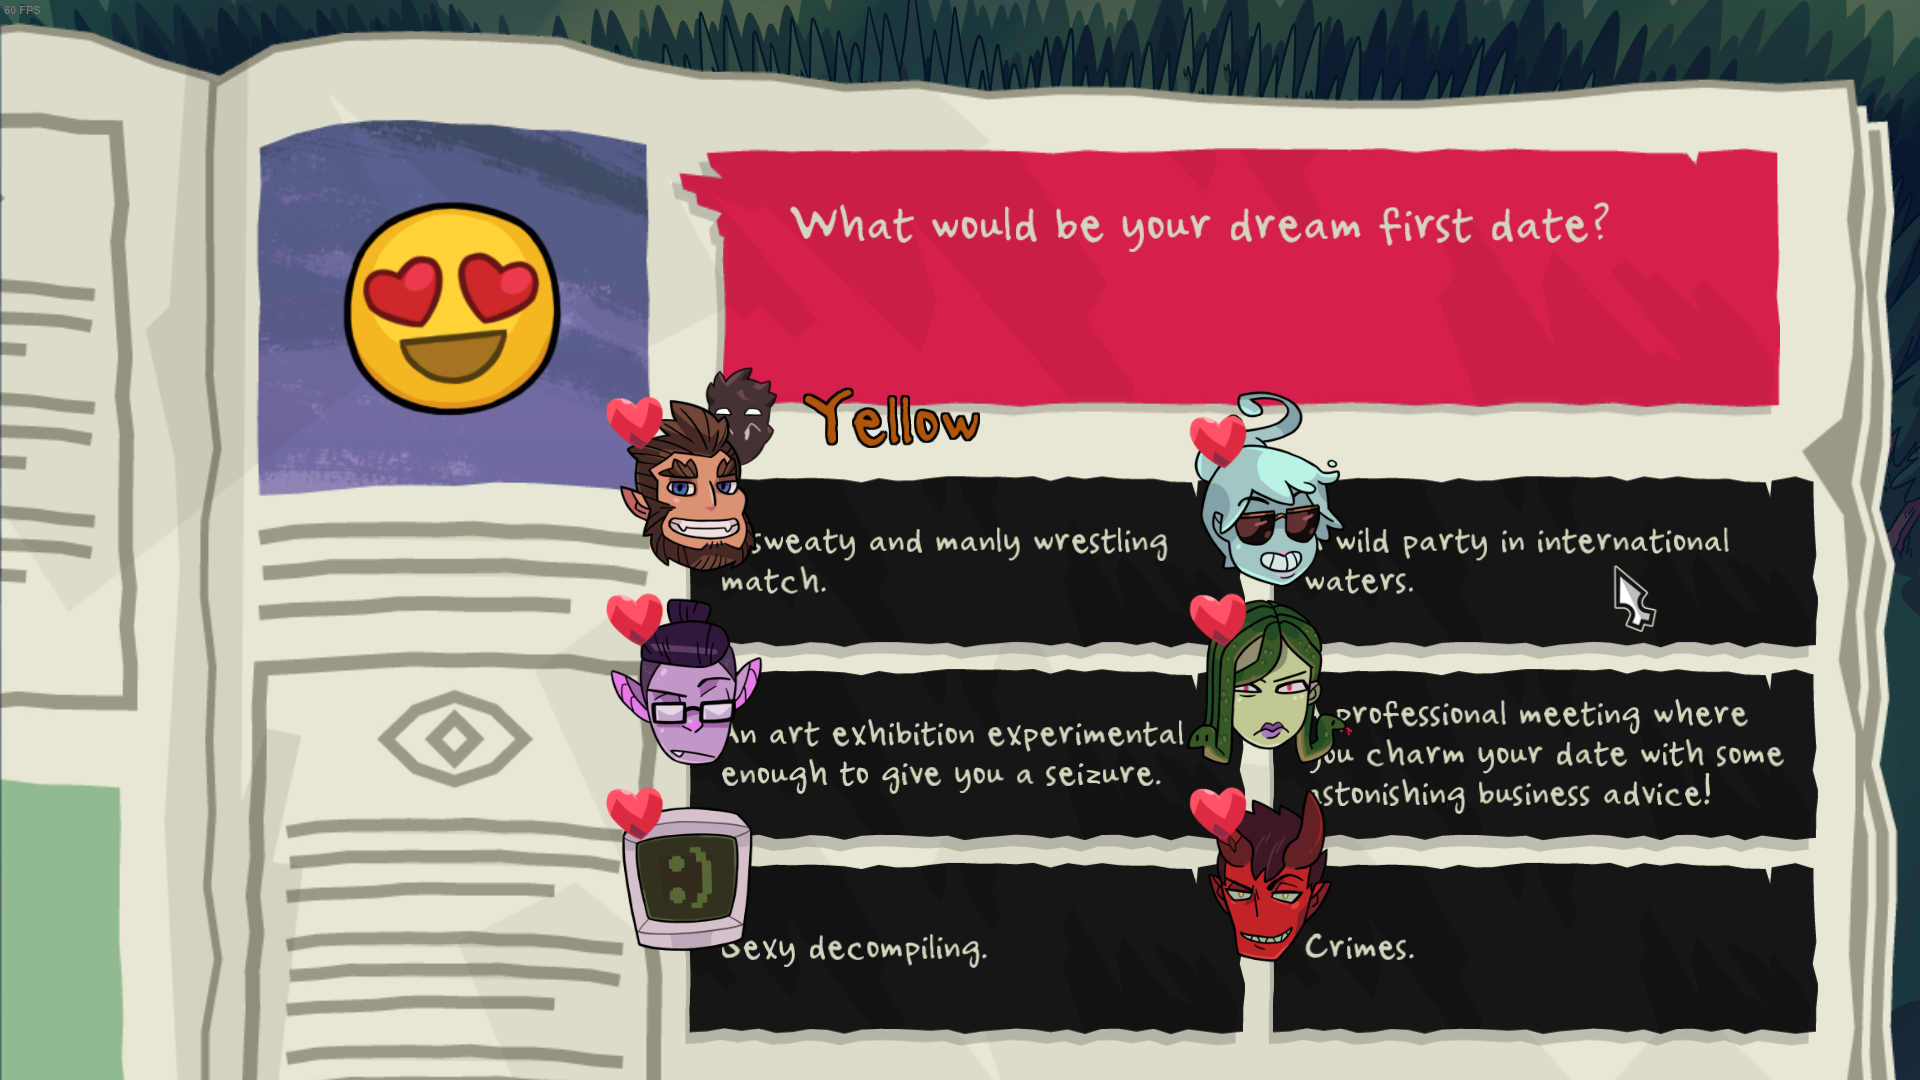 60 FPS
What would be your dream first date?
Yellow
sweaty and manly wrestling
match.
wild party in international
waters.
An art exhibition experimental
enough to give you a seizure.
professional meeting where
you charm your date with some
astonishing business advice!
Sexy decompiling.
Crimes.